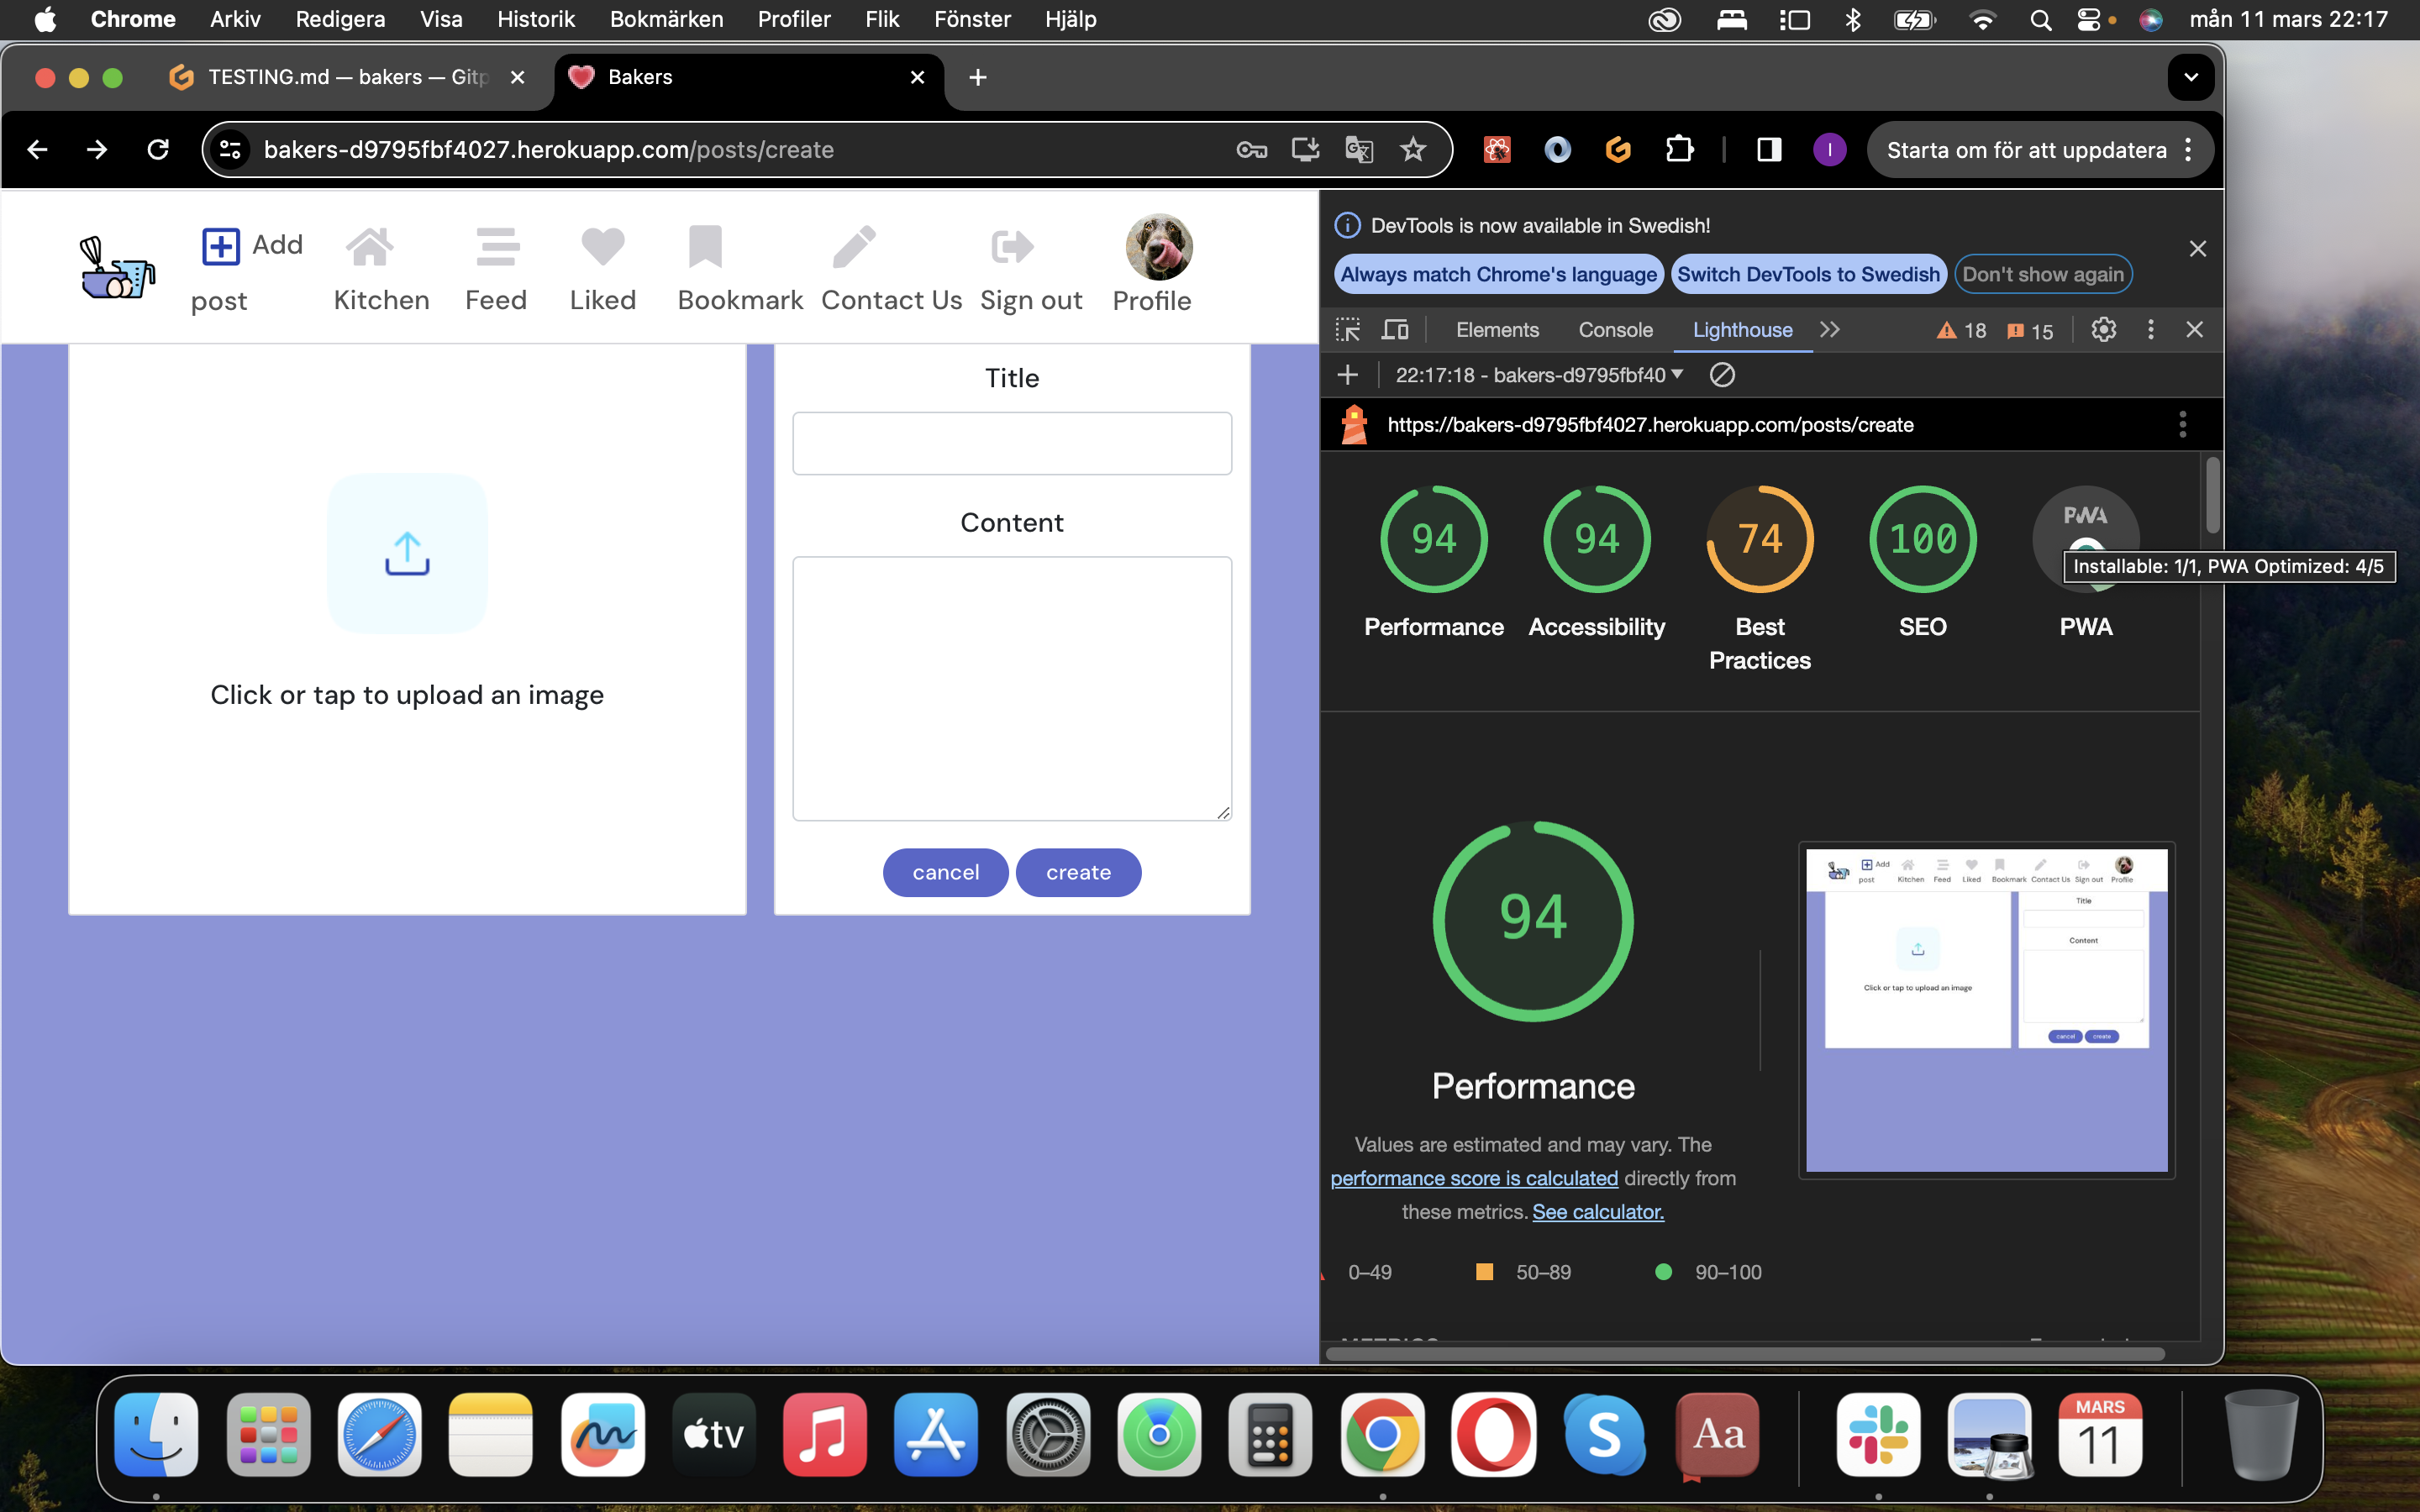 Chrome Arkiv Redigera Visa Historik Bokmärken Profiler Flik Fönster Hjälp mån 11 mars 22:17
TESTING.md — bakers — Gitp
Bakers
bakers-d9795fbf4027.herokuapp.com/posts/create
I
Starta om för att uppdatera
Add post
Kitchen
Feed
Liked
Bookmark
Contact Us
Sign out
Profile
Title
Content
Click or tap to upload an image
cancel
create
DevTools is now available in Swedish!
Always match Chrome's language
Switch DevTools to Swedish
Don't show again
Elements Console Lighthouse 18 15
22:17:18 - bakers-d9795fbf40
https://bakers-d9795fbf4027.herokuapp.com/posts/create
94 94 74 100 PWA
Installable: 1/1, PWA Optimized: 4/5
Performance Accessibility Best Practices SEO PWA
94
Performance
Values are estimated and may vary. The
performance score is calculated directly from
these metrics. See calculator.
0–49 50–89 90–100
Add post
Kitchen Feed Liked Bookmark Contact Us Sign out Profile
Title
Content
Click or tap to upload an image
cancel create
tv
S
Aa
MARS
11